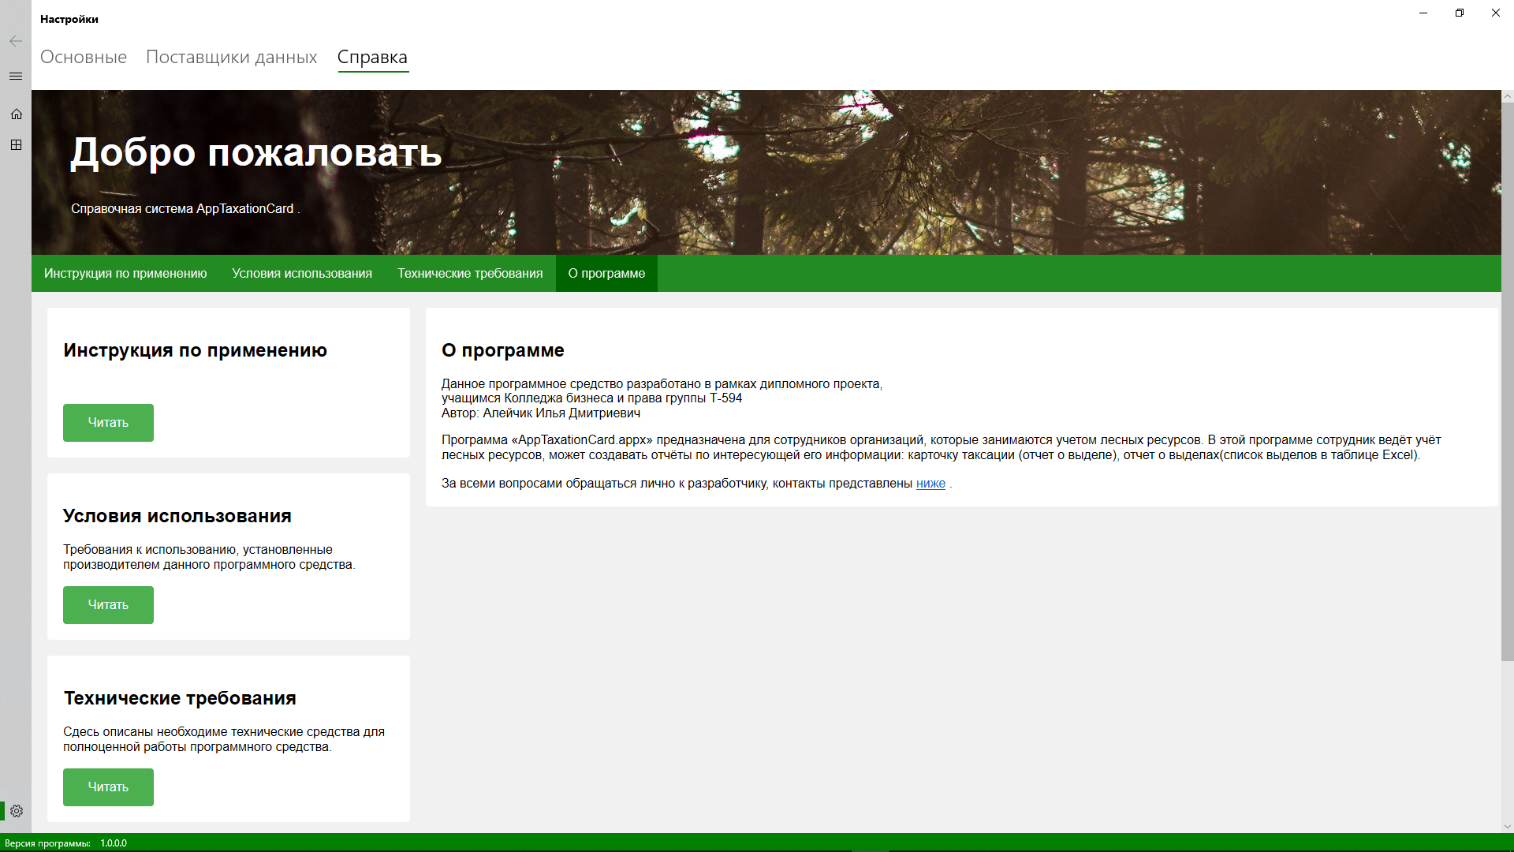 Настройки
Основные
Поставщики данных
Справка
Добро пожаловать
Справочная система AppTaxationCard .
Инструкция по применению
Условия использования
Технические требования
О программе
Инструкция по применению
Читать
Условия использования
Требования к использованию, установленные
производителем данного программного средства.
Читать
Технические требования
Сдесь описаны необходиме технические средства для
полноценной работы программного средства.
Читать
О программе
Данное программное средство разработано в рамках дипломного проекта,
учащимся Колледжа бизнеса и права группы Т-594
Автор: Алейчик Илья Дмитриевич
Программа «AppTaxationCard.appx» предназначена для сотрудников организаций, которые занимаются учетом лесных ресурсов. В этой программе сотрудник ведёт учёт
лесных ресурсов, может создавать отчёты по интересующей его информации: карточку таксации (отчет о выделе), отчет о выделах(список выделов в таблице Excel).
За всеми вопросами обращаться лично к разработчику, контакты представлены ниже .
Версия программы: 1.0.0.0